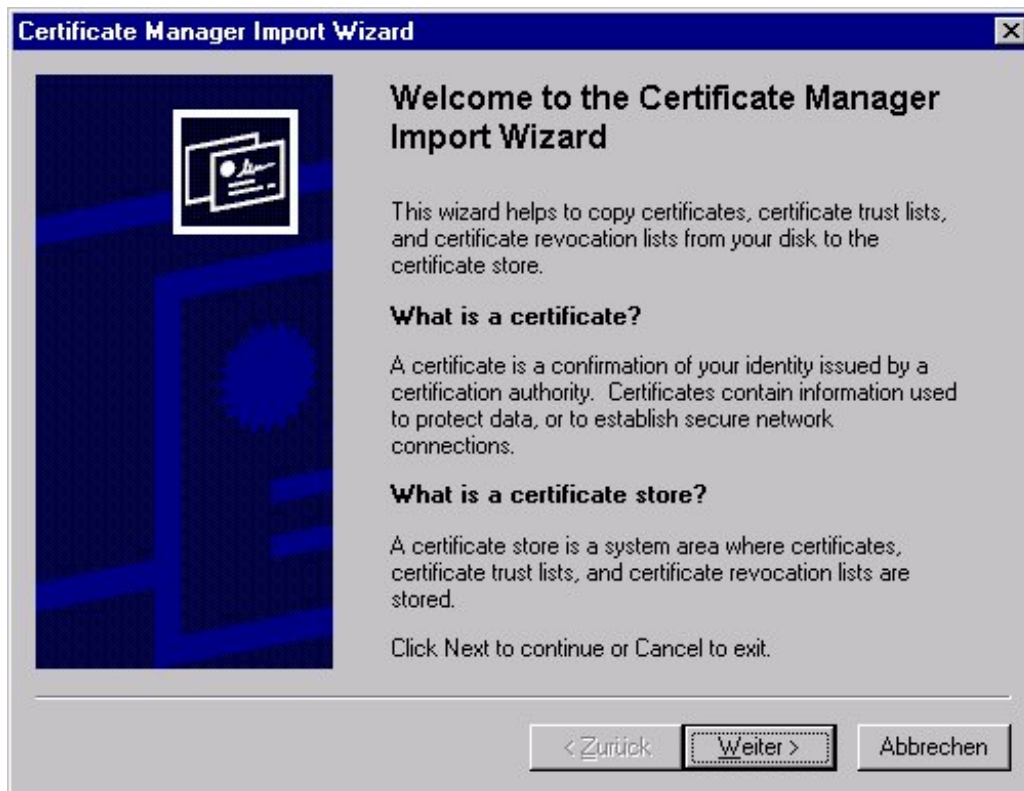 Certificate Manager Import Wizard
Welcome to the Certificate Manager
Import Wizard
This wizard helps to copy certificates, certificate trust lists,
and certificate revocation lists from your disk to the
certificate store.
What is a certificate?
A certificate is a confirmation of your identity issued by a
certification authority.  Certificates contain information used
to protect data, or to establish secure network
connections.
What is a certificate store?
A certificate store is a system area where certificates,
certificate trust lists, and certificate revocation lists are
stored.
Click Next to continue or Cancel to exit.
< Zurück
Weiter >
Abbrechen